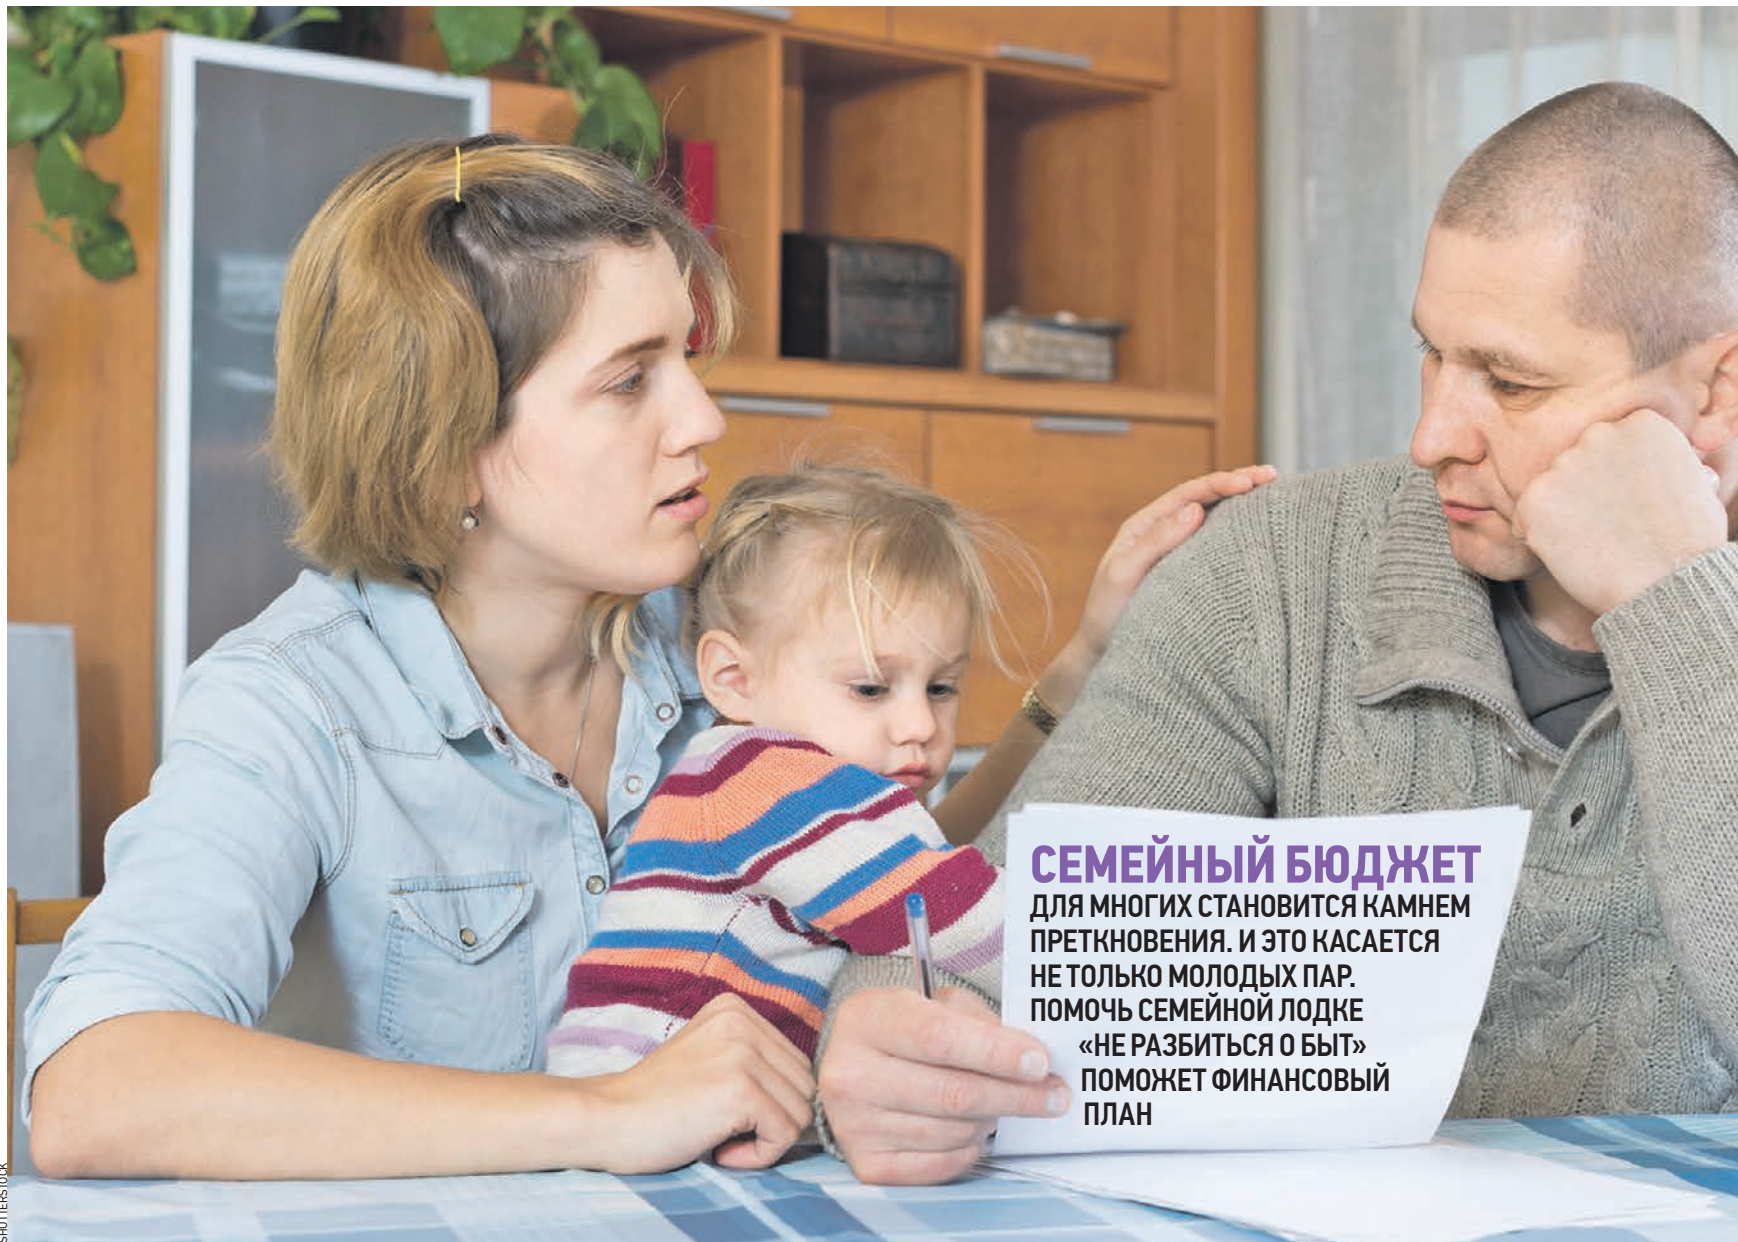 СЕМЕЙНЫЙ БЮДЖЕТ
ДЛЯ МНОГИХ СТАНОВИТСЯ КАМНЕМ
ПРЕТКНОВЕНИЯ. И ЭТО КАСАЕТСЯ
НЕ ТОЛЬКО МОЛОДЫХ ПАР.
ПОМОЧЬ СЕМЕЙНОЙ ЛОДКЕ
«НЕ РАЗБИТЬСЯ О БЫТ»
ПОМОЖЕТ ФИНАНСОВЫЙ
ПЛАН
SHUTTERSTOCK